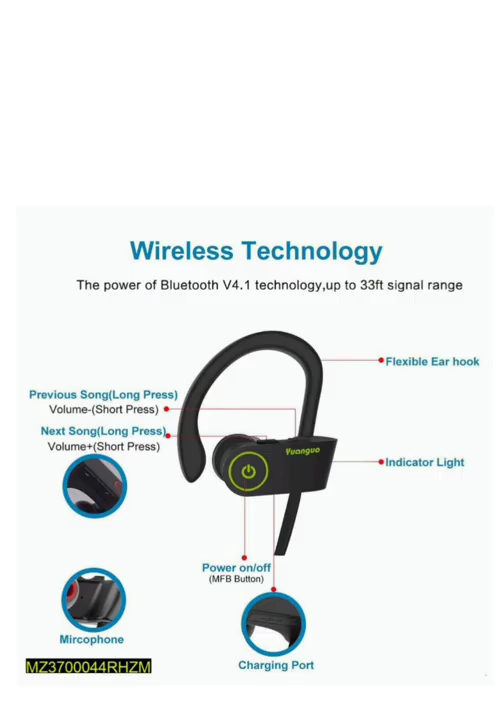 Wireless Technology
The power of Bluetooth V4.1 technology,up to 33ft signal range
Flexible Ear hook
Previous Song(Long Press)
Volume-(Short Press)
Next Song(Long Press)
Volume+(Short Press)
Yuanguo
Indicator Light
Power on/off
(MFB Button)
Mircophone
Charging Port
MZ3700044RHZM